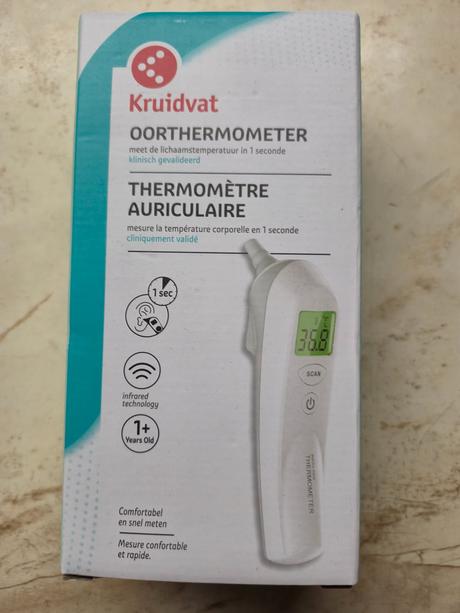 Kruidvat
OORTHERMOMETER
meet de lichaamstemperatuur in 1 seconde
klinisch gevalideerd
THERMOMÈTRE
AURICULAIRE
mesure la température corporelle en 1 seconde
cliniquement validé
1 sec
36.8
SCAN
infrared
technology
1+
Years Old
THERMOMETER
Comfortabel
en snel meten
Mesure confortable
et rapide.